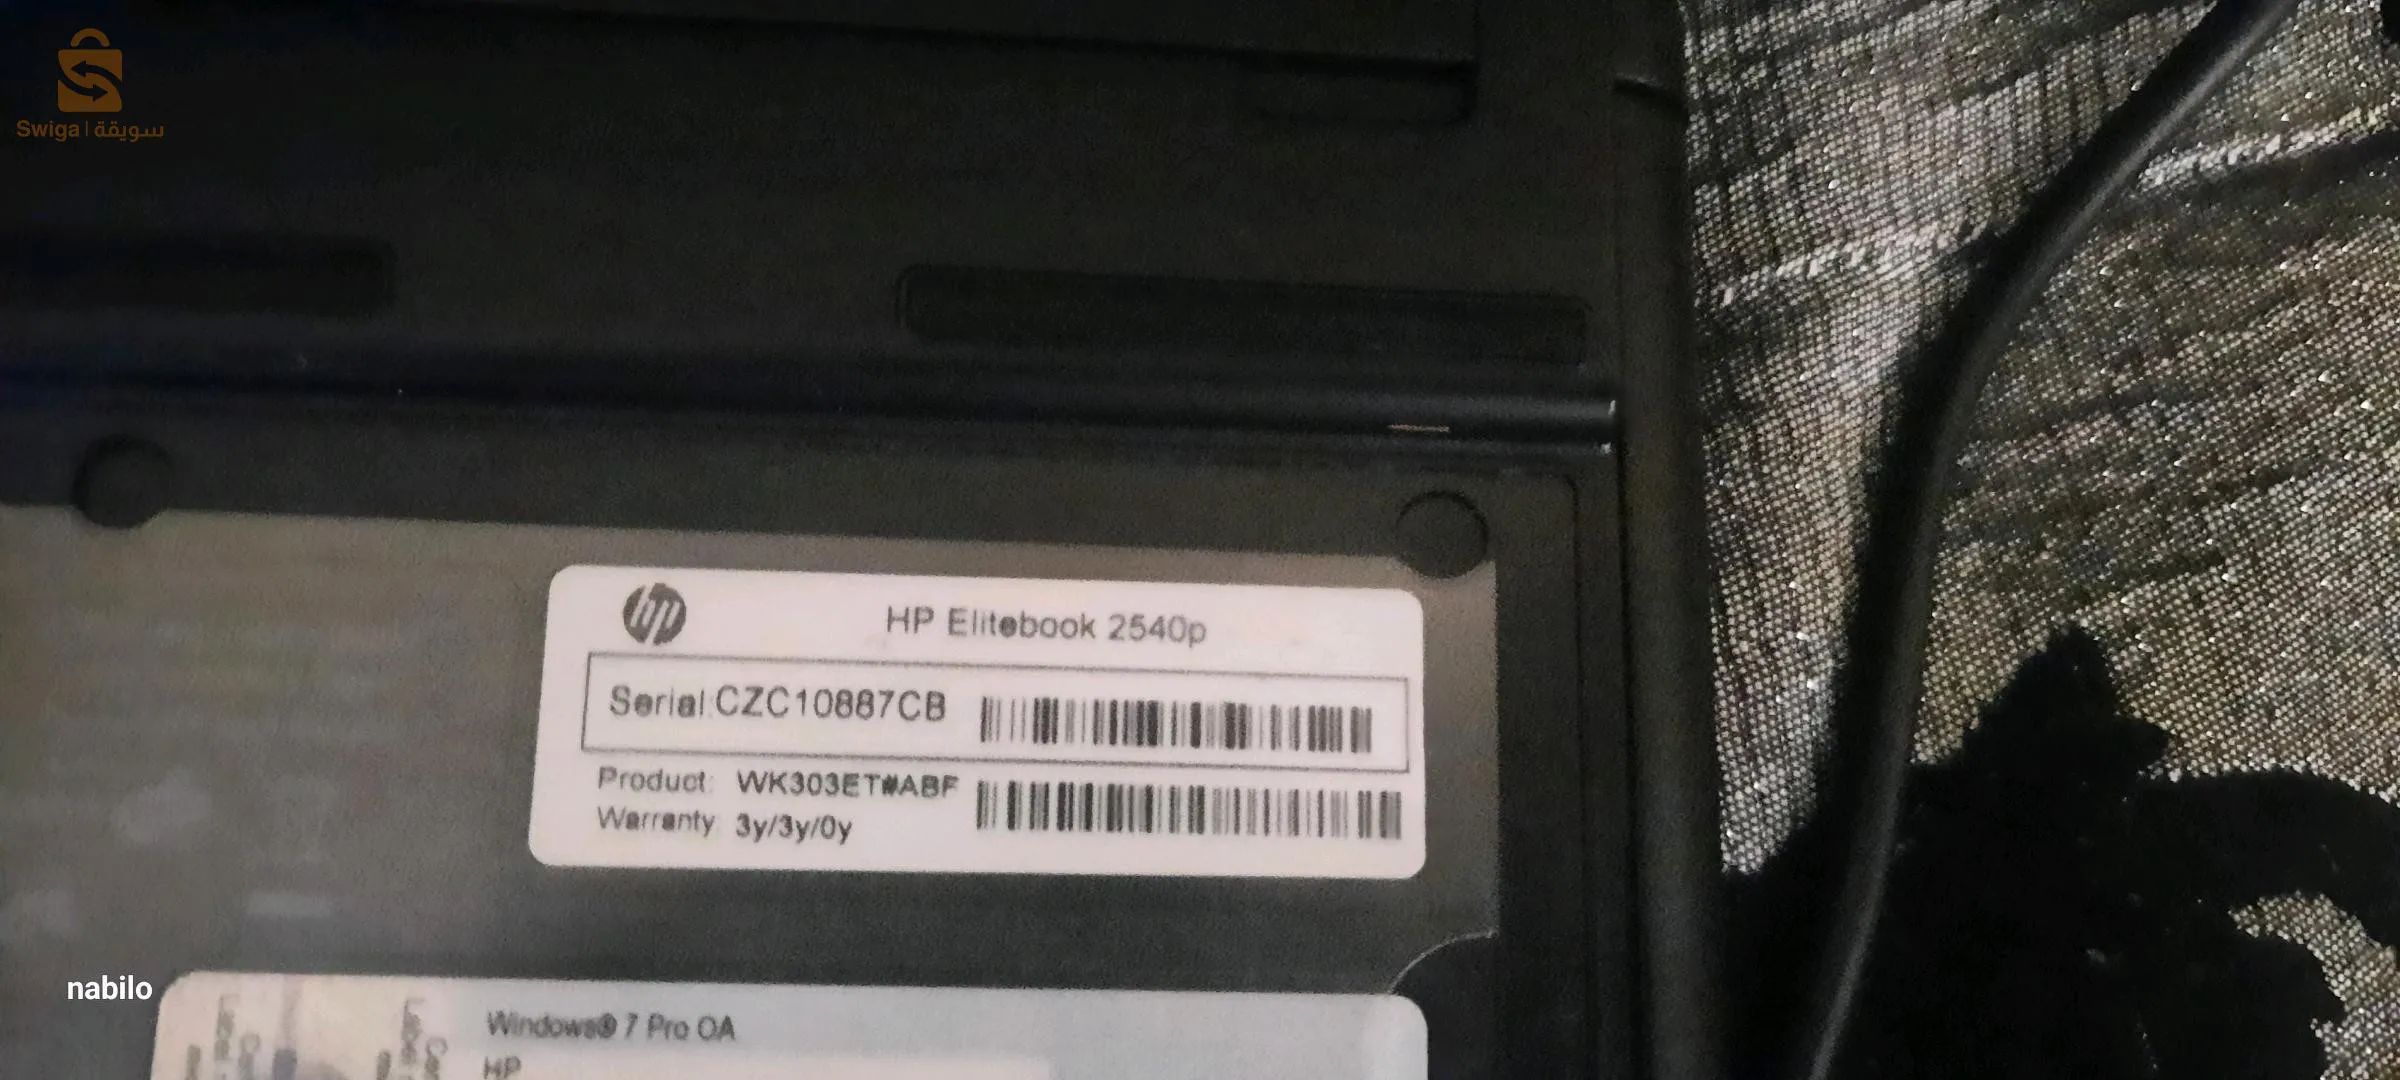 Swiga | سويقة
hp
HP Elitebook 2540p
Serial CZC10887CB
Product: WK303ET#ABF
Warranty 3y/3y/0y
nabilo
Windows® 7 Pro OA
HP